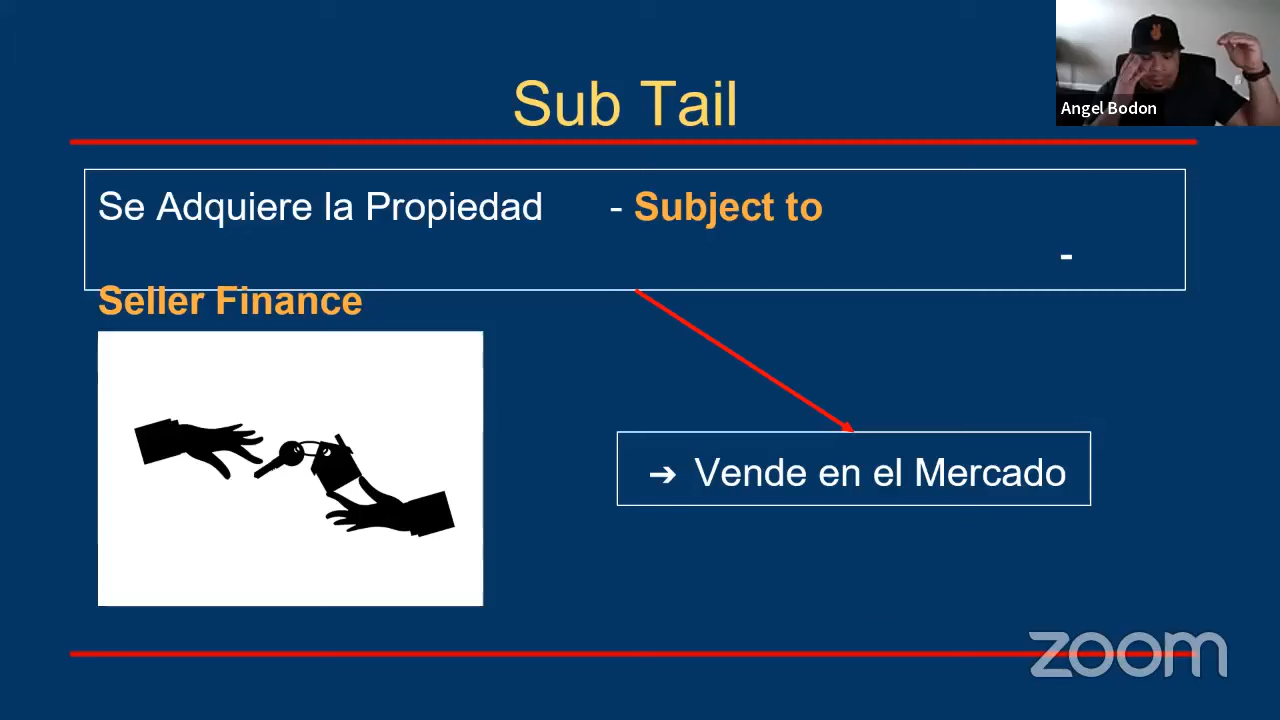 Sub Tail
Angel Bodon
Se Adquiere la Propiedad - Subject to
-
Seller Finance
➔ Vende en el Mercado
zoom